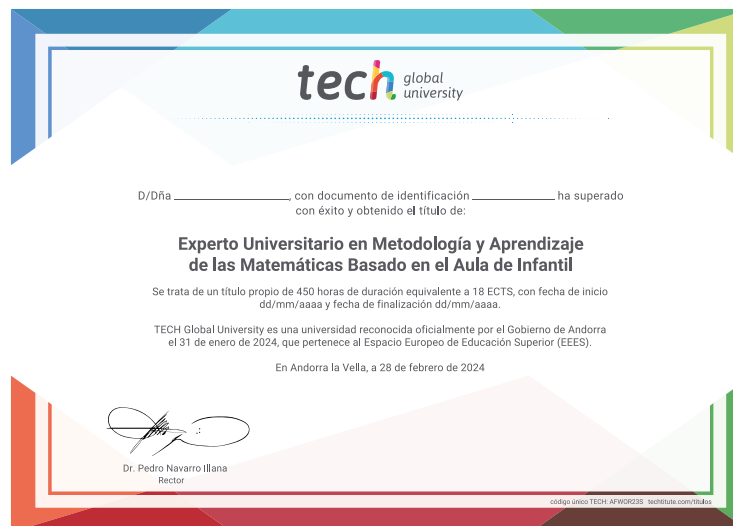 tech global university
D/Dña ____________________, con documento de identificación ______________ ha superado
con éxito y obtenido el título de:
Experto Universitario en Metodología y Aprendizaje
de las Matemáticas Basado en el Aula de Infantil
Se trata de un título propio de 450 horas de duración equivalente a 18 ECTS, con fecha de inicio
dd/mm/aaaa y fecha de finalización dd/mm/aaaa.
TECH Global University es una universidad reconocida oficialmente por el Gobierno de Andorra
el 31 de enero de 2024, que pertenece al Espacio Europeo de Educación Superior (EEES).
En Andorra la Vella, a 28 de febrero de 2024
Dr. Pedro Navarro Illana
Rector
código único TECH: AFWOR23S techtitute.com/titulos